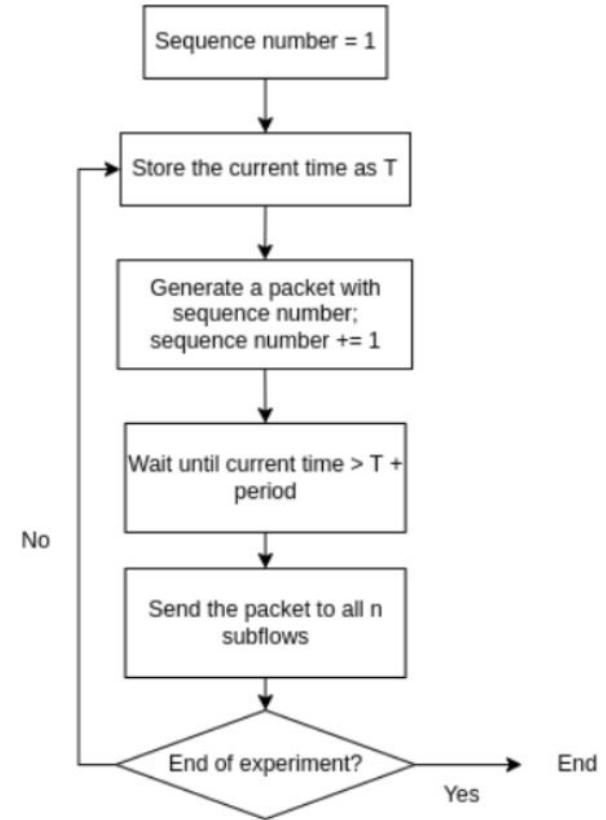 Sequence number = 1
Store the current time as T
Generate a packet with
sequence number;
sequence number += 1
Wait until current time > T +
period
No
Send the packet to all n
subflows
End of experiment?
End
Yes